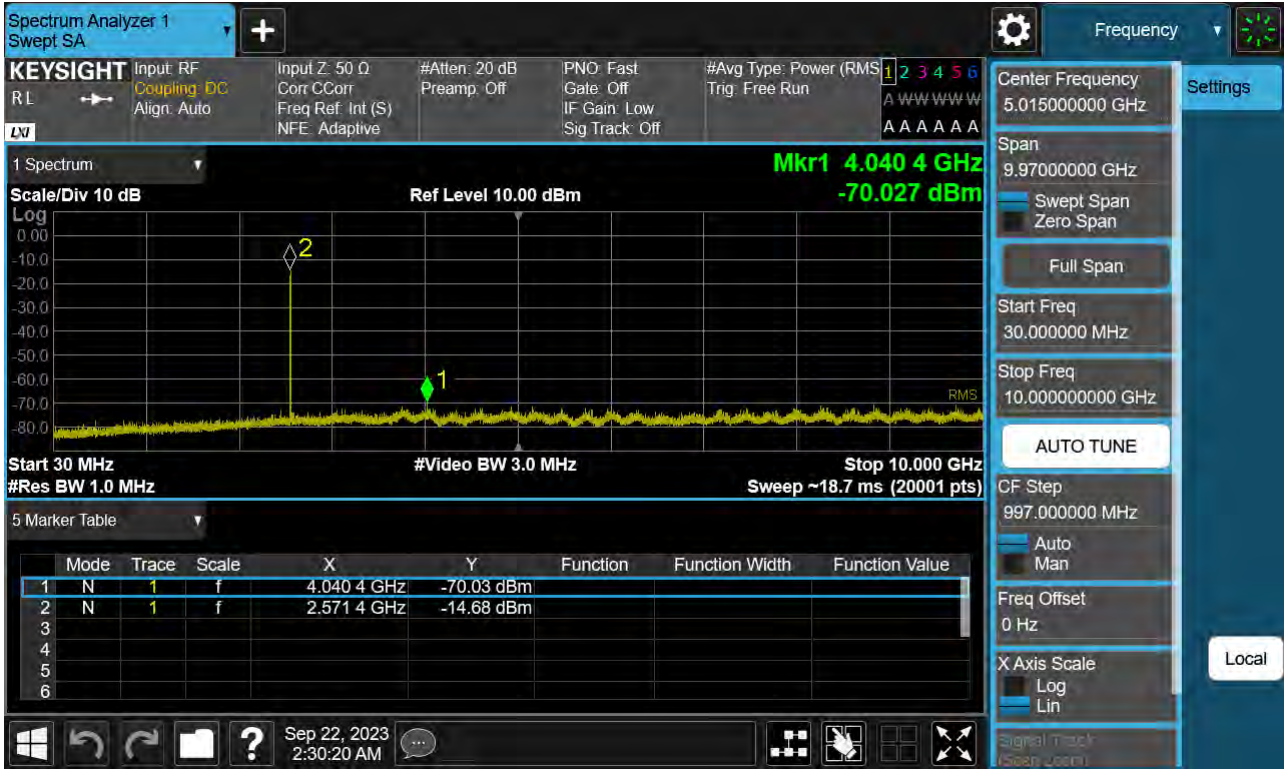 Spectrum Analyzer 1
Swept SA
Frequency
KEYSIGHT
RL
LXI
Input: RF
Coupling: DC
Align: Auto
Input Z: 50 Ω
Corr CCorr
Freq Ref: Int (S)
NFE: Adaptive
#Atten: 20 dB
Preamp: Off
PNO: Fast
Gate: Off
IF Gain: Low
Sig Track: Off
#Avg Type: Power (RMS
Trig: Free Run
1 2 3 4 5 6
A W W W W W
A A A A A A
1 Spectrum
Mkr1 4.040 4 GHz
Scale/Div 10 dB
Ref Level 10.00 dBm
-70.027 dBm
Log
0.00
-10.0
-20.0
-30.0
-40.0
-50.0
-60.0
-70.0
-80.0
2
1
RMS
Start 30 MHz
#Video BW 3.0 MHz
Stop 10.000 GHz
#Res BW 1.0 MHz
Sweep ~18.7 ms (20001 pts)
5 Marker Table
Mode Trace Scale X Y Function Function Width Function Value
1 N 1 f 4.040 4 GHz -70.03 dBm
2 N 1 f 2.571 4 GHz -14.68 dBm
3
4
5
6
Sep 22, 2023
2:30:20 AM
Center Frequency
5.015000000 GHz
Span
9.97000000 GHz
Swept Span
Zero Span
Full Span
Start Freq
30.000000 MHz
Stop Freq
10.000000000 GHz
AUTO TUNE
CF Step
997.000000 MHz
Auto
Man
Freq Offset
0 Hz
X Axis Scale
Log
Lin
Signal Track
(Span Zoom)
Settings
Local